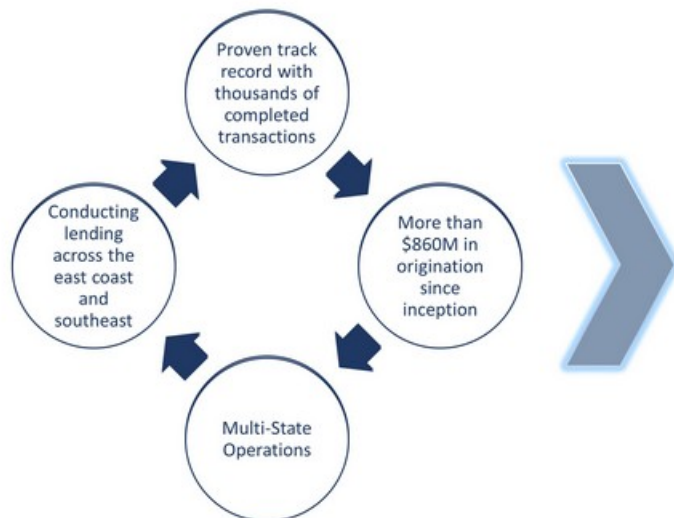 Proven track
record with
thousands of
completed
transactions
More than
$860M in
origination
since
inception
Multi-State
Operations
Conducting
lending
across the
east coast
and
southeast